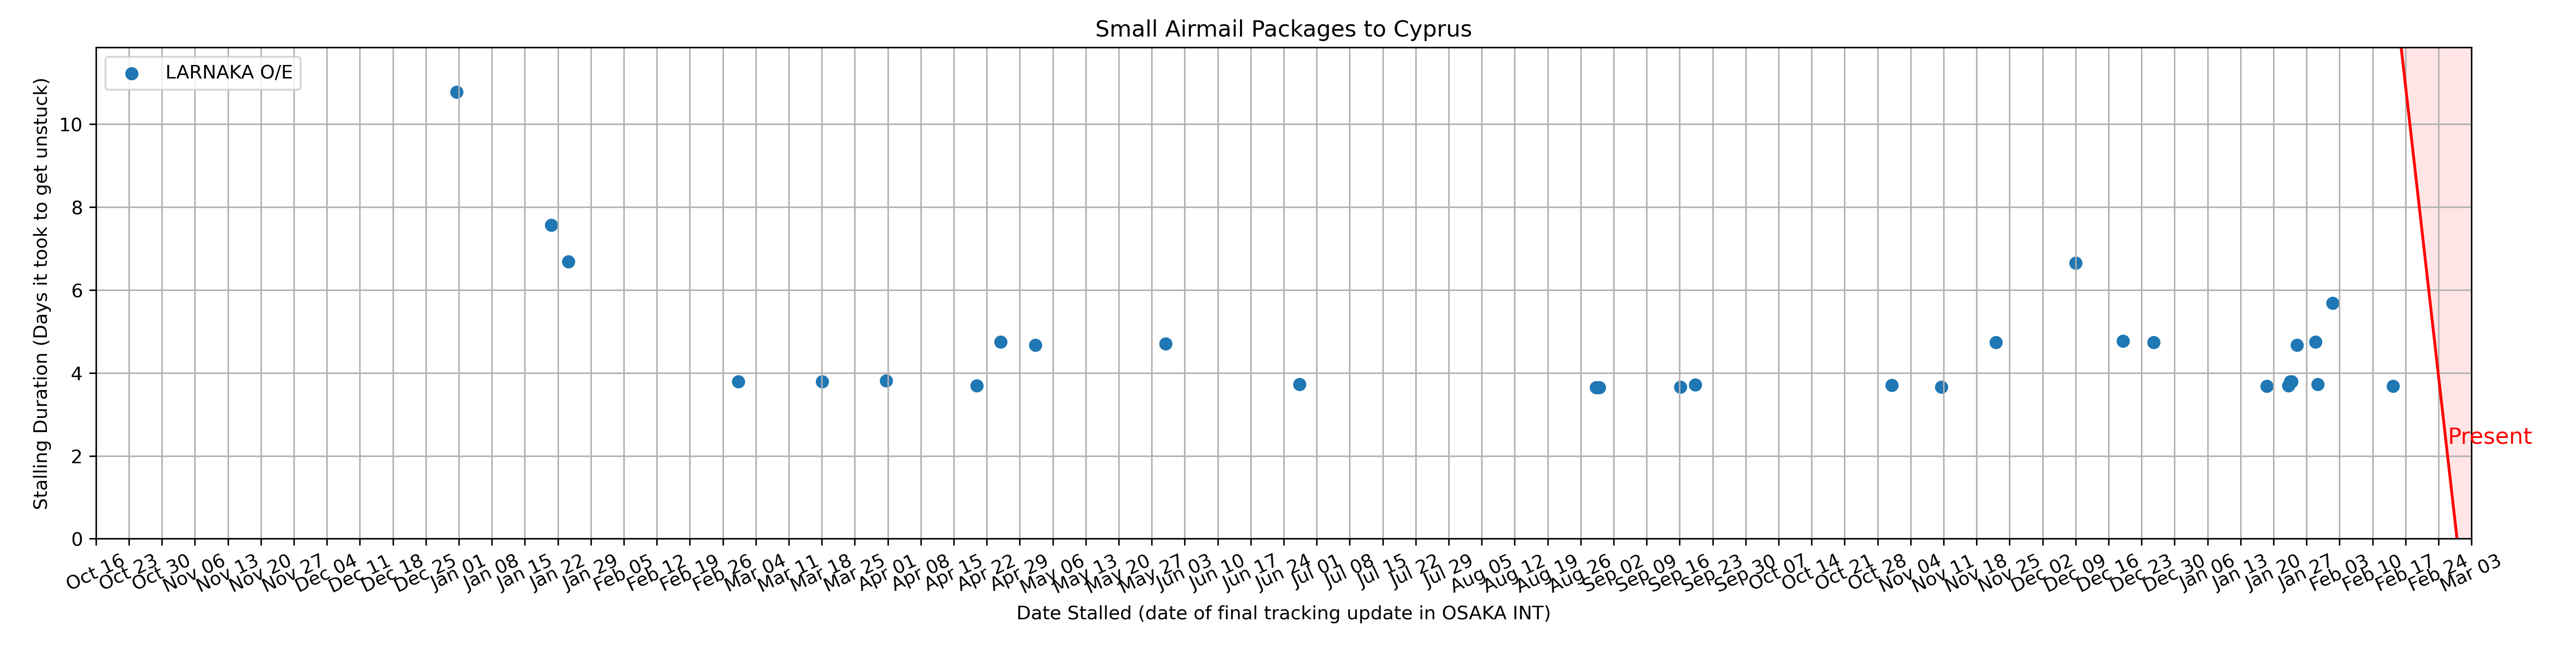 Small Airmail Packages to Cyprus
LARNAKA O/E
Stalling Duration (Days it took to get unstuck)
10
8
6
4
2
0
Present
Oct 16 Oct 23 Oct 30 Nov 06 Nov 13 Nov 20 Nov 27 Dec 04 Dec 11 Dec 18 Dec 25 Jan 01 Jan 08 Jan 15 Jan 22 Jan 29 Feb 05 Feb 12 Feb 19 Feb 26 Mar 04 Mar 11 Mar 18 Mar 25 Apr 01 Apr 08 Apr 15 Apr 22 Apr 29 May 06 May 13 May 20 May 27 Jun 03 Jun 10 Jun 17 Jun 24 Jul 01 Jul 08 Jul 15 Jul 22 Jul 29 Aug 05 Aug 12 Aug 19 Aug 26 Sep 02 Sep 09 Sep 16 Sep 23 Sep 30 Oct 07 Oct 14 Oct 21 Oct 28 Nov 04 Nov 11 Nov 18 Nov 25 Dec 02 Dec 09 Dec 16 Dec 23 Dec 30 Jan 06 Jan 13 Jan 20 Jan 27 Feb 03 Feb 10 Feb 17 Feb 24 Mar 03
Date Stalled (date of final tracking update in OSAKA INT)